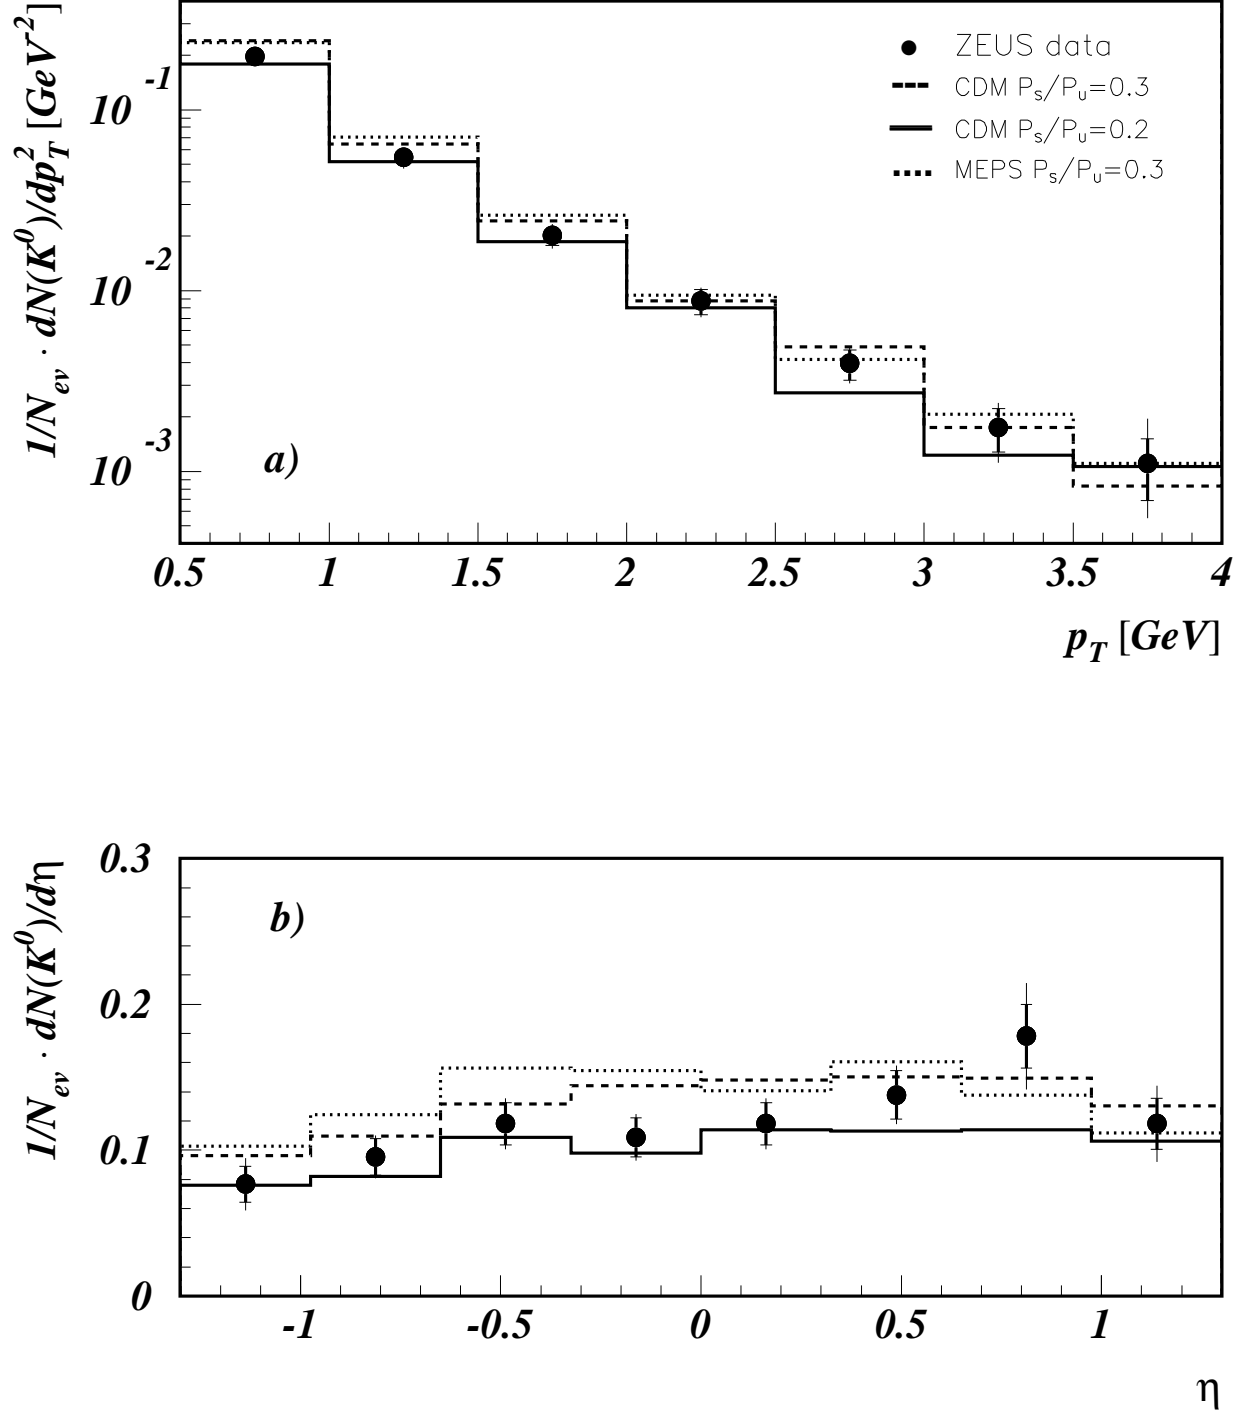 1/N_ev · dN(K^0)/dp_T^2 [GeV^-2]
10^-1
10^-2
10^-3
ZEUS data
CDM P_s/P_u=0.3
CDM P_s/P_u=0.2
MEPS P_s/P_u=0.3
a)
0.5 1 1.5 2 2.5 3 3.5 4
p_T [GeV]
1/N_ev · dN(K^0)/dη
0.3
b)
0.2
0.1
0
-1 -0.5 0 0.5 1
η